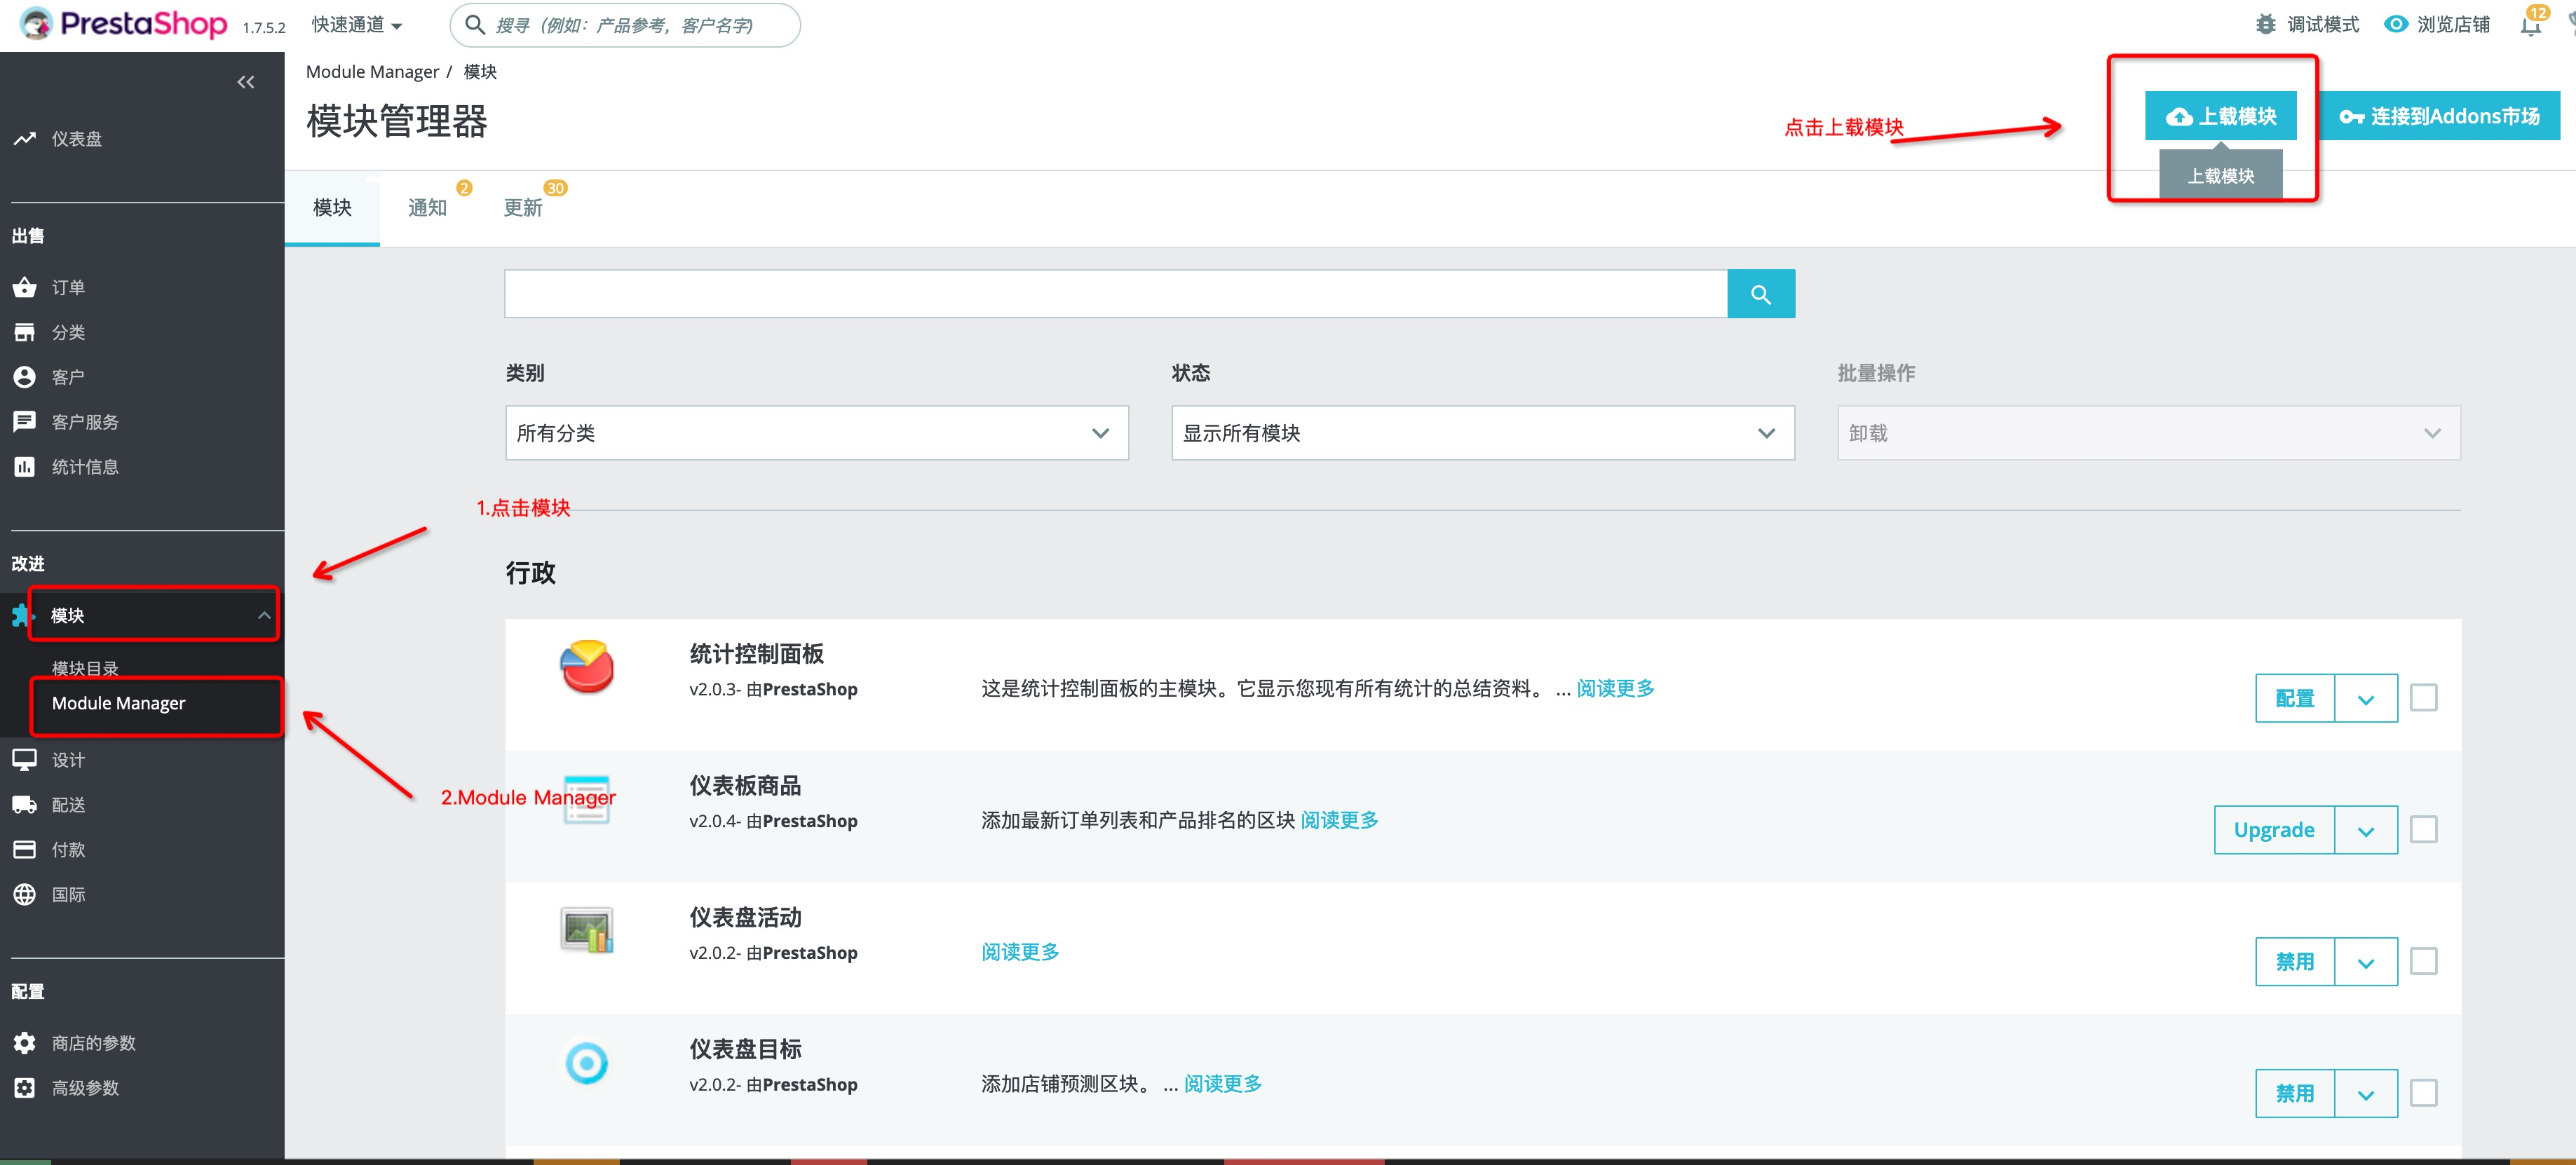 PrestaShop 1.7.5.2 快速通道 搜寻（例如：产品参考，客户名字） 调试模式 浏览店铺 12
Module Manager / 模块
模块管理器
点击上载模块
上载模块
连接到Addons市场
上载模块
仪表盘
模块
通知 2
更新 30
出售
订单
分类
客户
客户服务
统计信息
类别
状态
批量操作
所有分类
显示所有模块
卸载
1.点击模块
改进
模块
模块目录
Module Manager
2.Module Manager
设计
配送
付款
国际
配置
商店的参数
高级参数
行政
统计控制面板
v2.0.3- 由PrestaShop
这是统计控制面板的主模块。它显示您现有所有统计的总结资料。 ... 阅读更多
配置
仪表板商品
v2.0.4- 由PrestaShop
添加最新订单列表和产品排名的区块 阅读更多
Upgrade
仪表盘活动
v2.0.2- 由PrestaShop
阅读更多
禁用
仪表盘目标
v2.0.2- 由PrestaShop
添加店铺预测区块。 ... 阅读更多
禁用